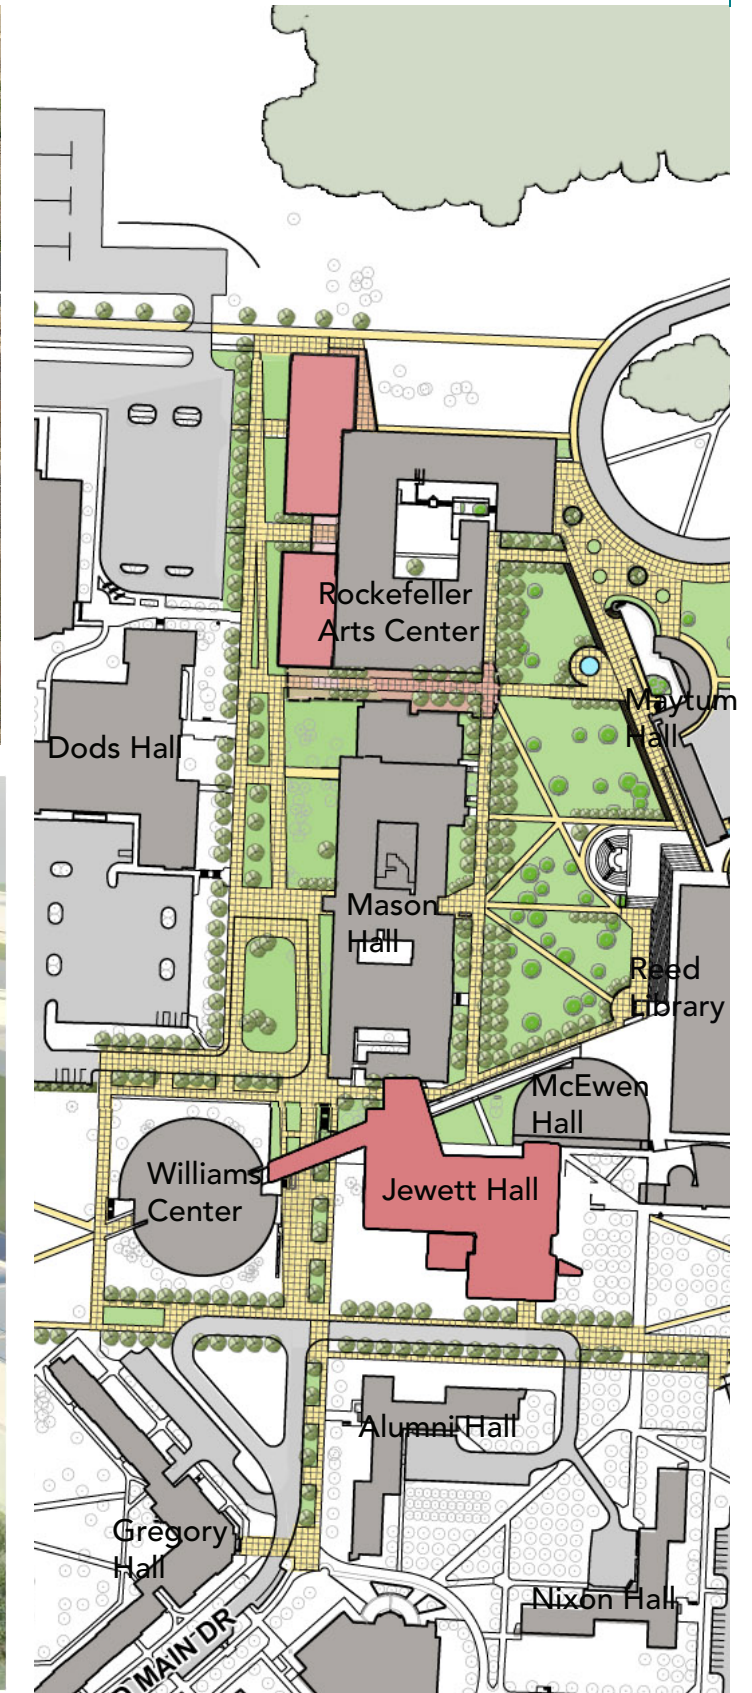 Rockefeller
Arts Center
Maytum
Hall
Dods Hall
Mason
Hall
Reed
Library
McEwen
Hall
Williams
Center
Jewett Hall
Alumni Hall
Gregory
Hall
Nixon Hall
MAIN DR